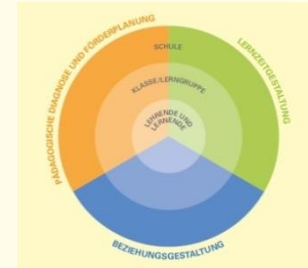 PÄDAGOGISCHE DIAGNOSE UND FÖRDERPLANUNG
LERNZEITGESTALTUNG
SCHULE
KLASSE/LERNGRUPPE
LEHRENDE UND
LERNENDE
BEZIEHUNGSGESTALTUNG